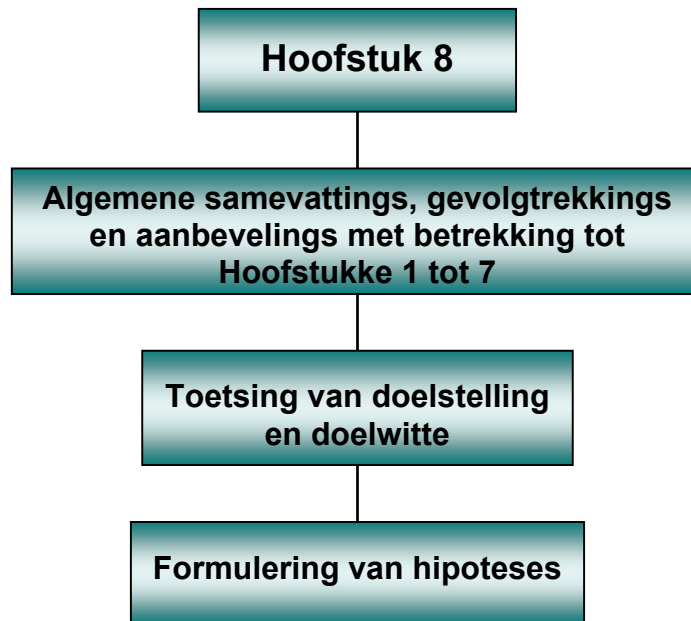 Hoofstuk 8
Algemene samevattings, gevolgtrekkings
en aanbevelings met betrekking tot
Hoofstukke 1 tot 7
Toetsing van doelstelling
en doelwitte
Formulering van hipoteses